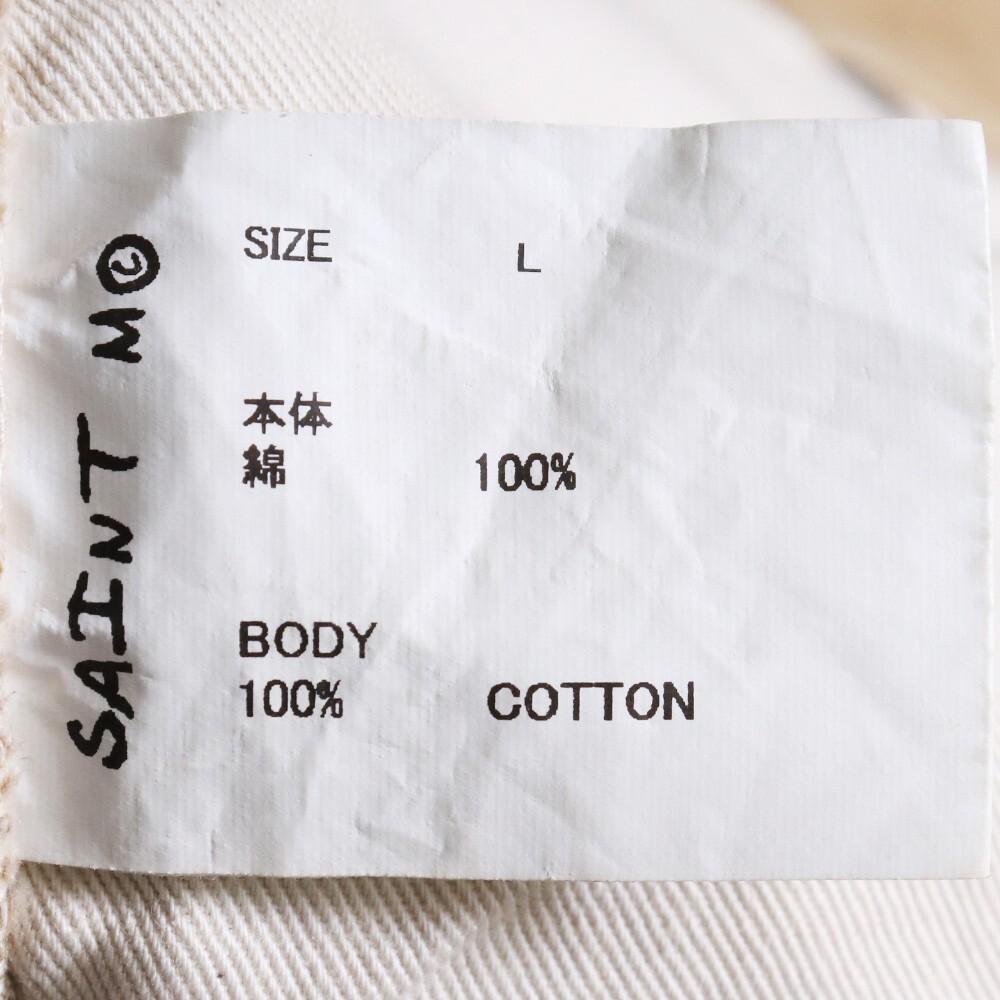 SAINT M©
SIZE L
本体
綿 100%
BODY
100% COTTON